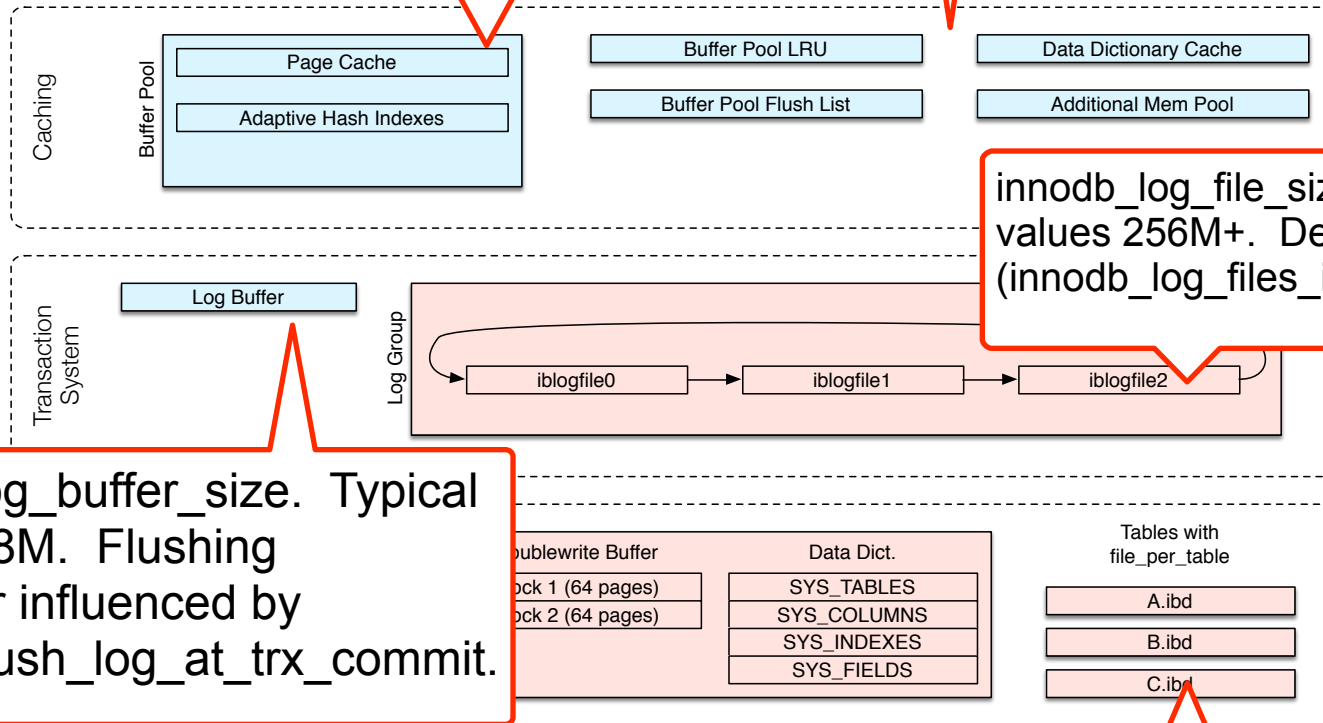 Caching
Buffer Pool
Page Cache
Adaptive Hash Indexes
Buffer Pool LRU
Buffer Pool Flush List
Data Dictionary Cache
Additional Mem Pool
innodb_log_file_siz
values 256M+. De
(innodb_log_files_i
Transaction
System
Log Buffer
Log Group
iblogfile0
iblogfile1
iblogfile2
og_buffer_size. Typical
8M. Flushing
r influenced by
ush_log_at_trx_commit.
ublewrite Buffer
ock 1 (64 pages)
ock 2 (64 pages)
Data Dict.
SYS_TABLES
SYS_COLUMNS
SYS_INDEXES
SYS_FIELDS
Tables with
file_per_table
A.ibd
B.ibd
C.ibd